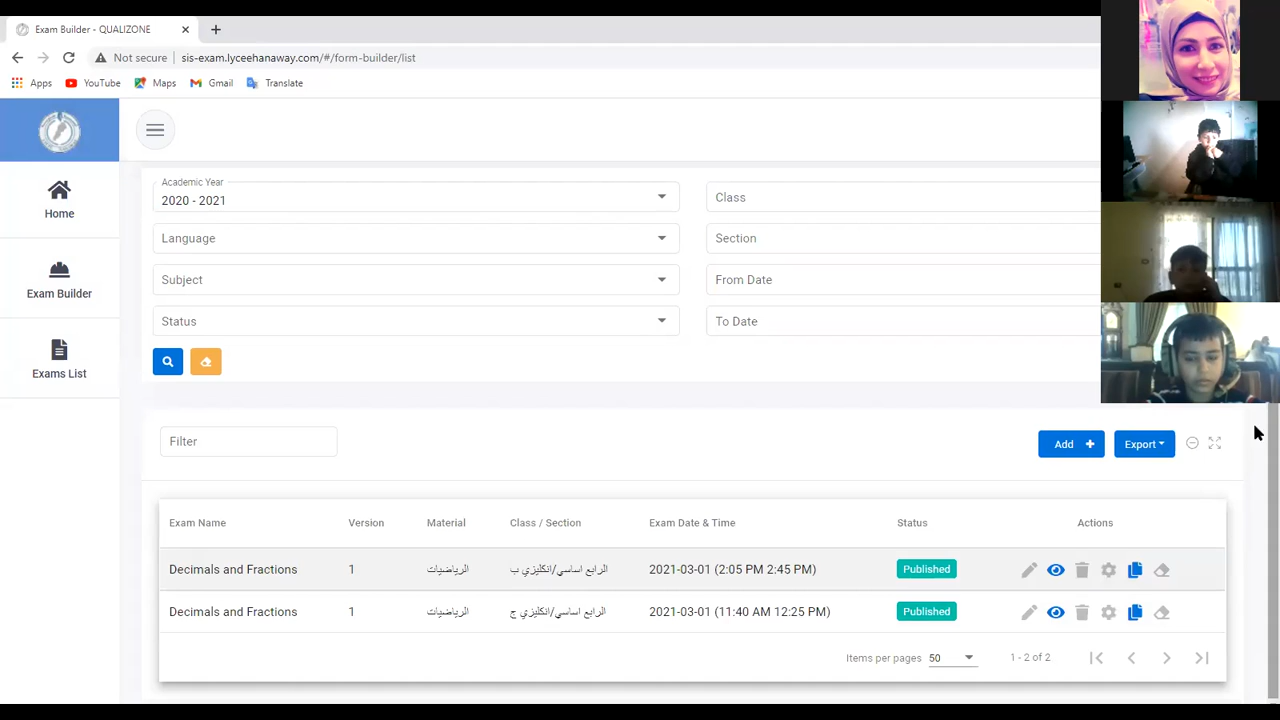 Exam Builder - QUALIZONE
Not secure sis-exam.lyceehanaway.com/#/form-builder/list
Apps YouTube Maps Gmail Translate
Home
Exam Builder
Exams List
Academic Year
2020 - 2021
Class
Language
Section
Subject
From Date
Status
To Date
Filter
Add
Export
Exam Name Version Material Class / Section Exam Date & Time Status Actions
Decimals and Fractions 1 الرياضيات الرابع اساسي/انكليزي ب 2021-03-01 (2:05 PM 2:45 PM) Published
Decimals and Fractions 1 الرياضيات الرابع اساسي/انكليزي ج 2021-03-01 (11:40 AM 12:25 PM) Published
Items per pages 50 1 - 2 of 2